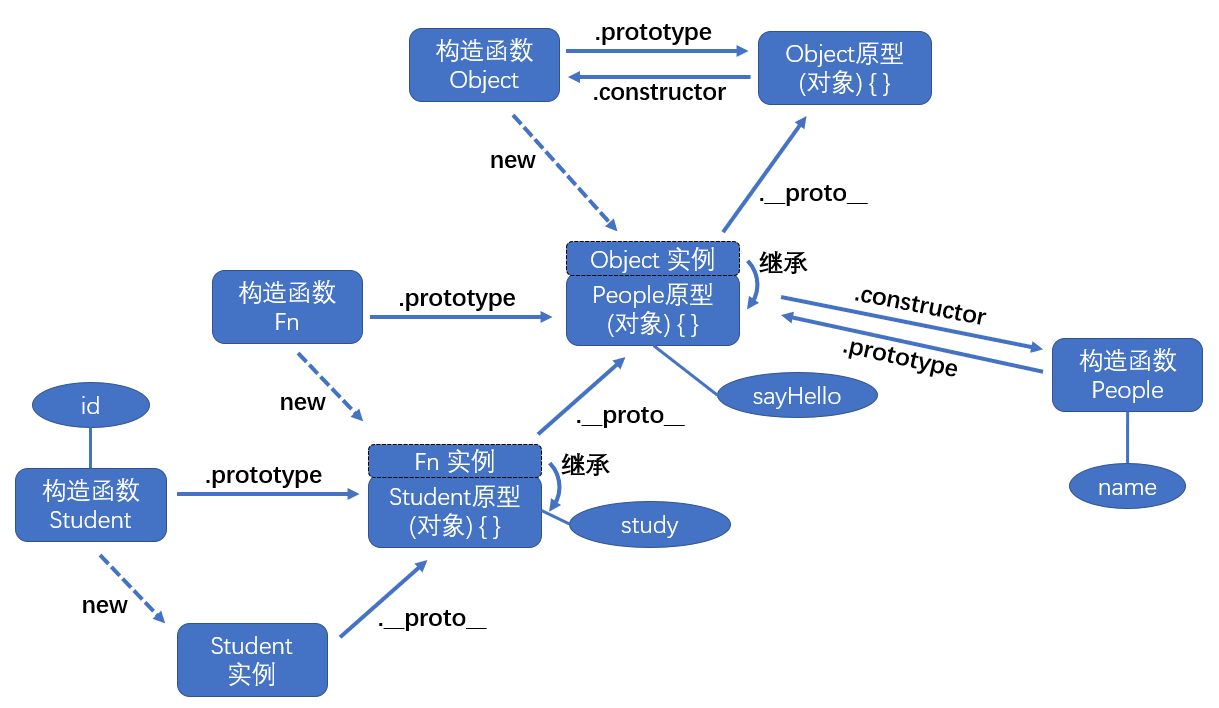 构造函数
Object
.prototype
.constructor
Object原型
(对象) { }
new
.__proto__
Object 实例
People原型
(对象) { }
继承
构造函数
Fn
.prototype
.constructor
.prototype
构造函数
People
name
sayHello
new
.__proto__
id
构造函数
Student
.prototype
Fn 实例
Student原型
(对象) { }
继承
study
new
.__proto__
Student
实例